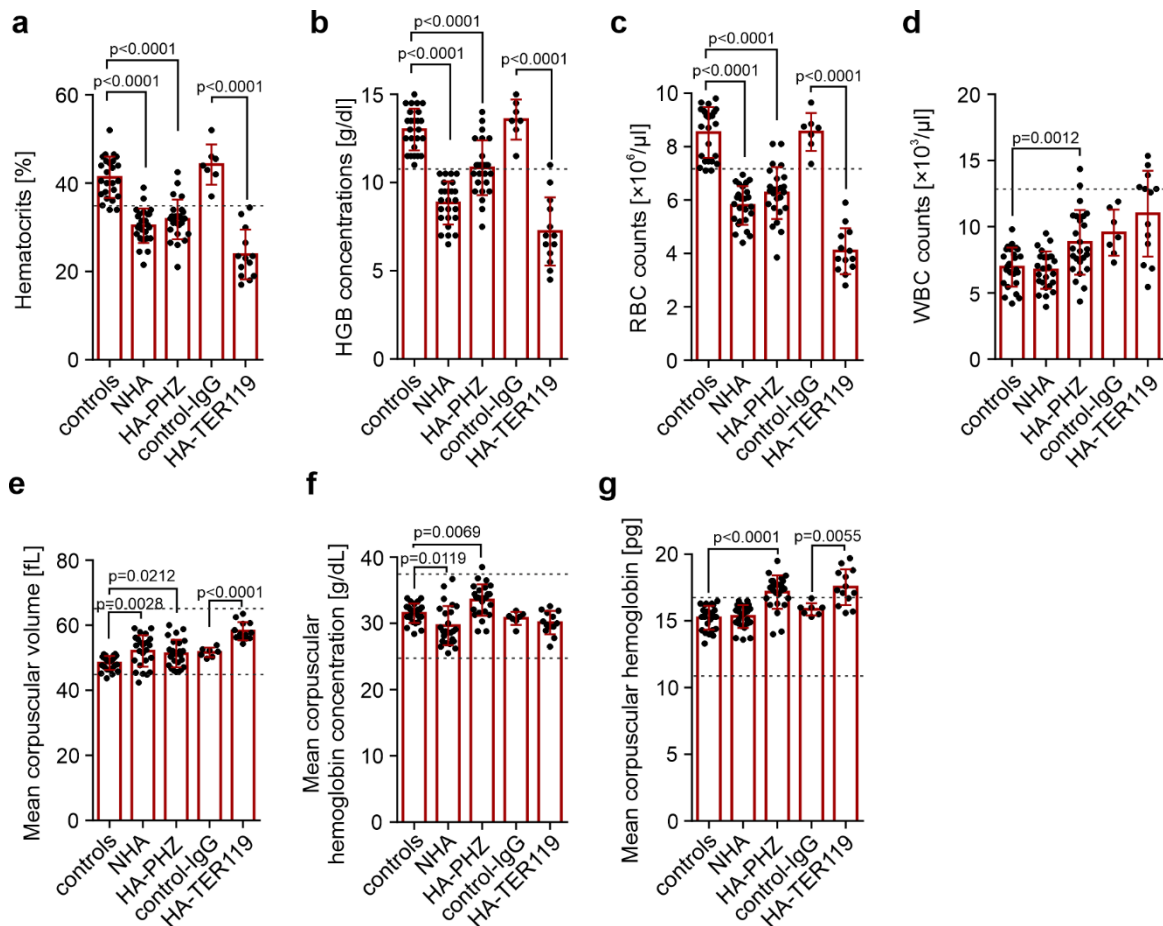 a
Hematocrits [%]
60
40
20
0
p<0.0001
p<0.0001
p<0.0001
controls
NHA
HA-PHZ
control-IgG
HA-TER119
b
HGB concentrations [g/dl]
15
10
5
0
p<0.0001
p<0.0001
p<0.0001
controls
NHA
HA-PHZ
control-IgG
HA-TER119
c
RBC counts [×10⁶/µl]
10
8
6
4
2
0
p<0.0001
p<0.0001
p<0.0001
controls
NHA
HA-PHZ
control-IgG
HA-TER119
d
WBC counts [×10³/µl]
20
15
10
5
0
p=0.0012
controls
NHA
HA-PHZ
control-IgG
HA-TER119
e
Mean corpuscular volume [fL]
80
60
40
20
0
p=0.0212
p=0.0028
p<0.0001
controls
NHA
HA-PHZ
control-IgG
HA-TER119
f
Mean corpuscular
hemoglobin concentration [g/dL]
40
30
20
10
0
p=0.0069
p=0.0119
controls
NHA
HA-PHZ
control-IgG
HA-TER119
g
Mean corpuscular hemoglobin [pg]
20
15
10
5
0
p<0.0001
p=0.0055
controls
NHA
HA-PHZ
control-IgG
HA-TER119